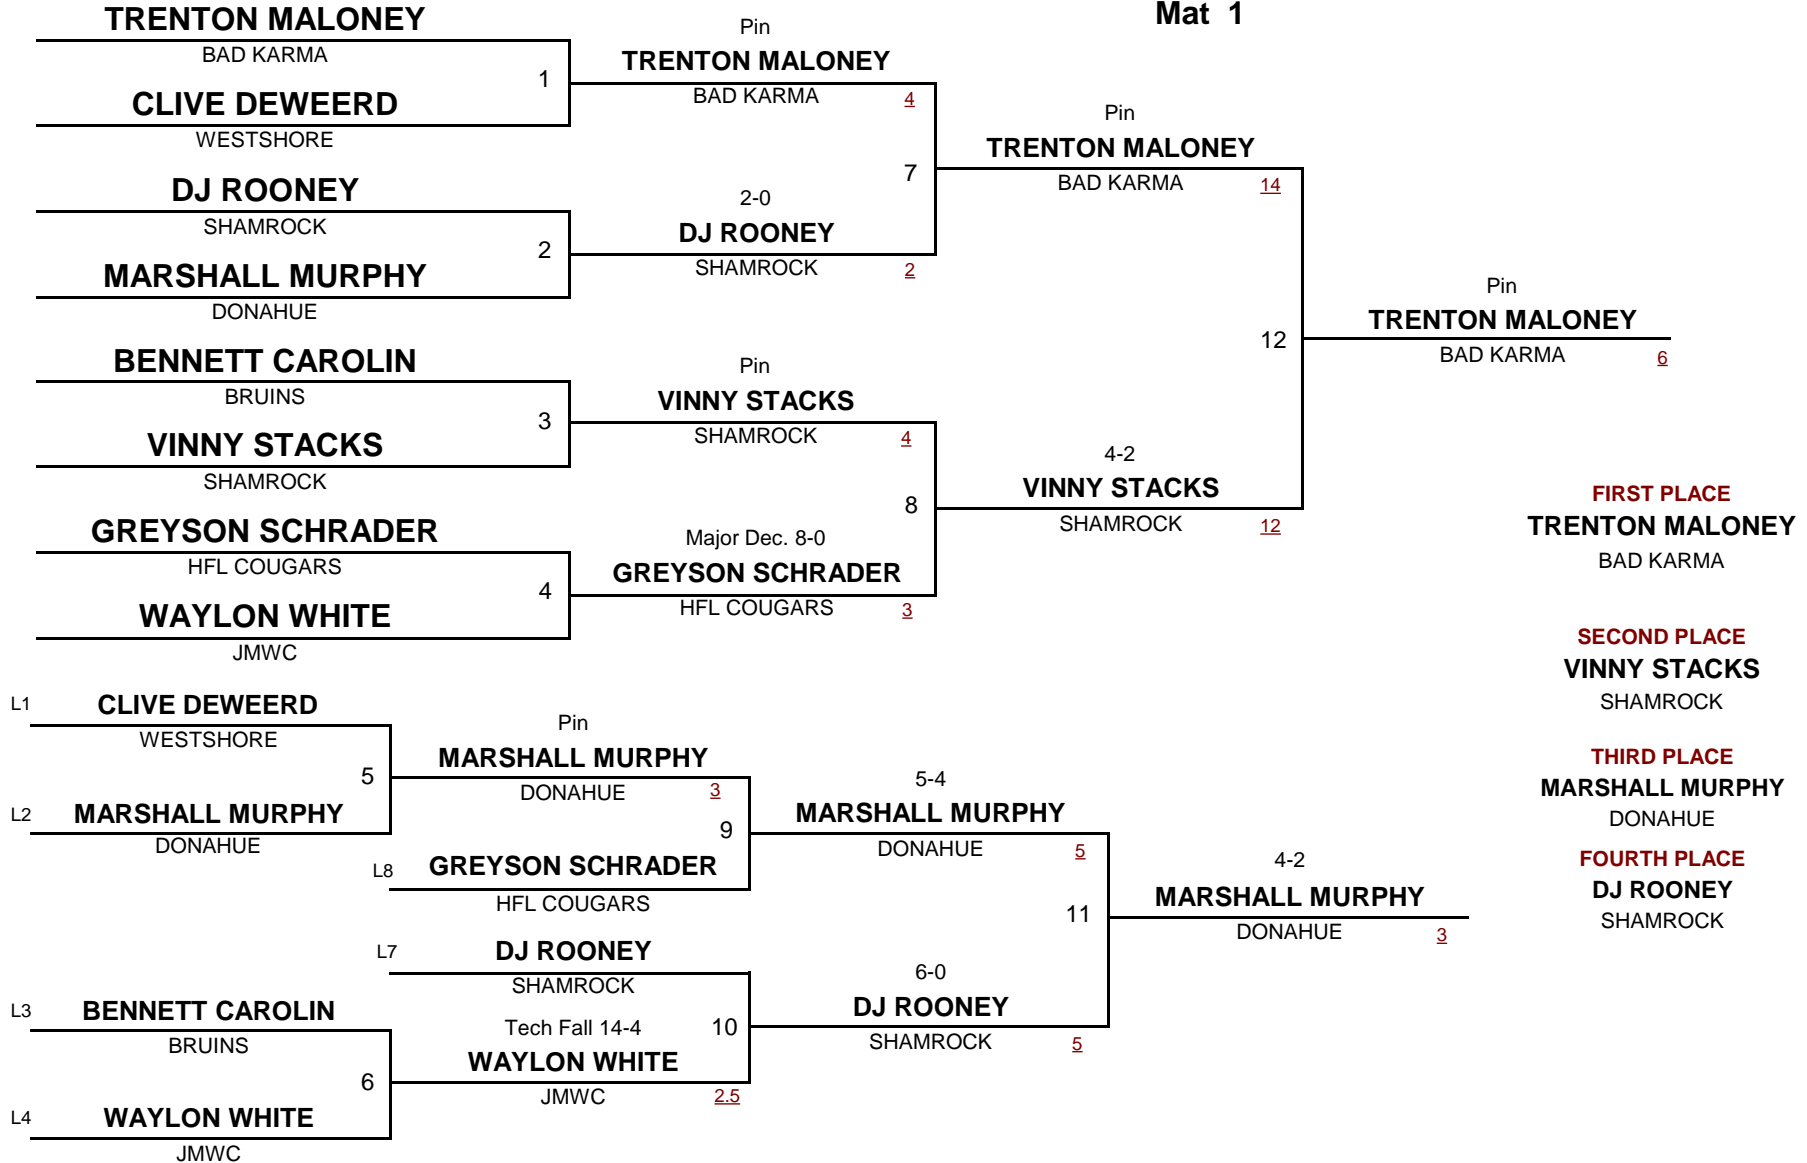 Mat 1
TRENTON MALONEY
BAD KARMA
1
CLIVE DEWEERD
WESTSHORE
DJ ROONEY
SHAMROCK
2
MARSHALL MURPHY
DONAHUE
BENNETT CAROLIN
BRUINS
3
VINNY STACKS
SHAMROCK
GREYSON SCHRADER
HFL COUGARS
4
WAYLON WHITE
JMWC
Pin
TRENTON MALONEY
BAD KARMA 4
7
2-0
DJ ROONEY
SHAMROCK 2
Pin
VINNY STACKS
SHAMROCK 4
8
Major Dec. 8-0
GREYSON SCHRADER
HFL COUGARS 3
Pin
TRENTON MALONEY
BAD KARMA 14
12
4-2
VINNY STACKS
SHAMROCK 12
Pin
TRENTON MALONEY
BAD KARMA 6
FIRST PLACE
TRENTON MALONEY
BAD KARMA
SECOND PLACE
VINNY STACKS
SHAMROCK
THIRD PLACE
MARSHALL MURPHY
DONAHUE
FOURTH PLACE
DJ ROONEY
SHAMROCK
L1 CLIVE DEWEERD
WESTSHORE
5
L2 MARSHALL MURPHY
DONAHUE
L3 BENNETT CAROLIN
BRUINS
6
L4 WAYLON WHITE
JMWC
Pin
MARSHALL MURPHY
DONAHUE 3
9
L8 GREYSON SCHRADER
HFL COUGARS
L7 DJ ROONEY
SHAMROCK
Tech Fall 14-4 10
WAYLON WHITE
JMWC 2.5
5-4
MARSHALL MURPHY
DONAHUE 5
11
6-0
DJ ROONEY
SHAMROCK 5
4-2
MARSHALL MURPHY
DONAHUE 3